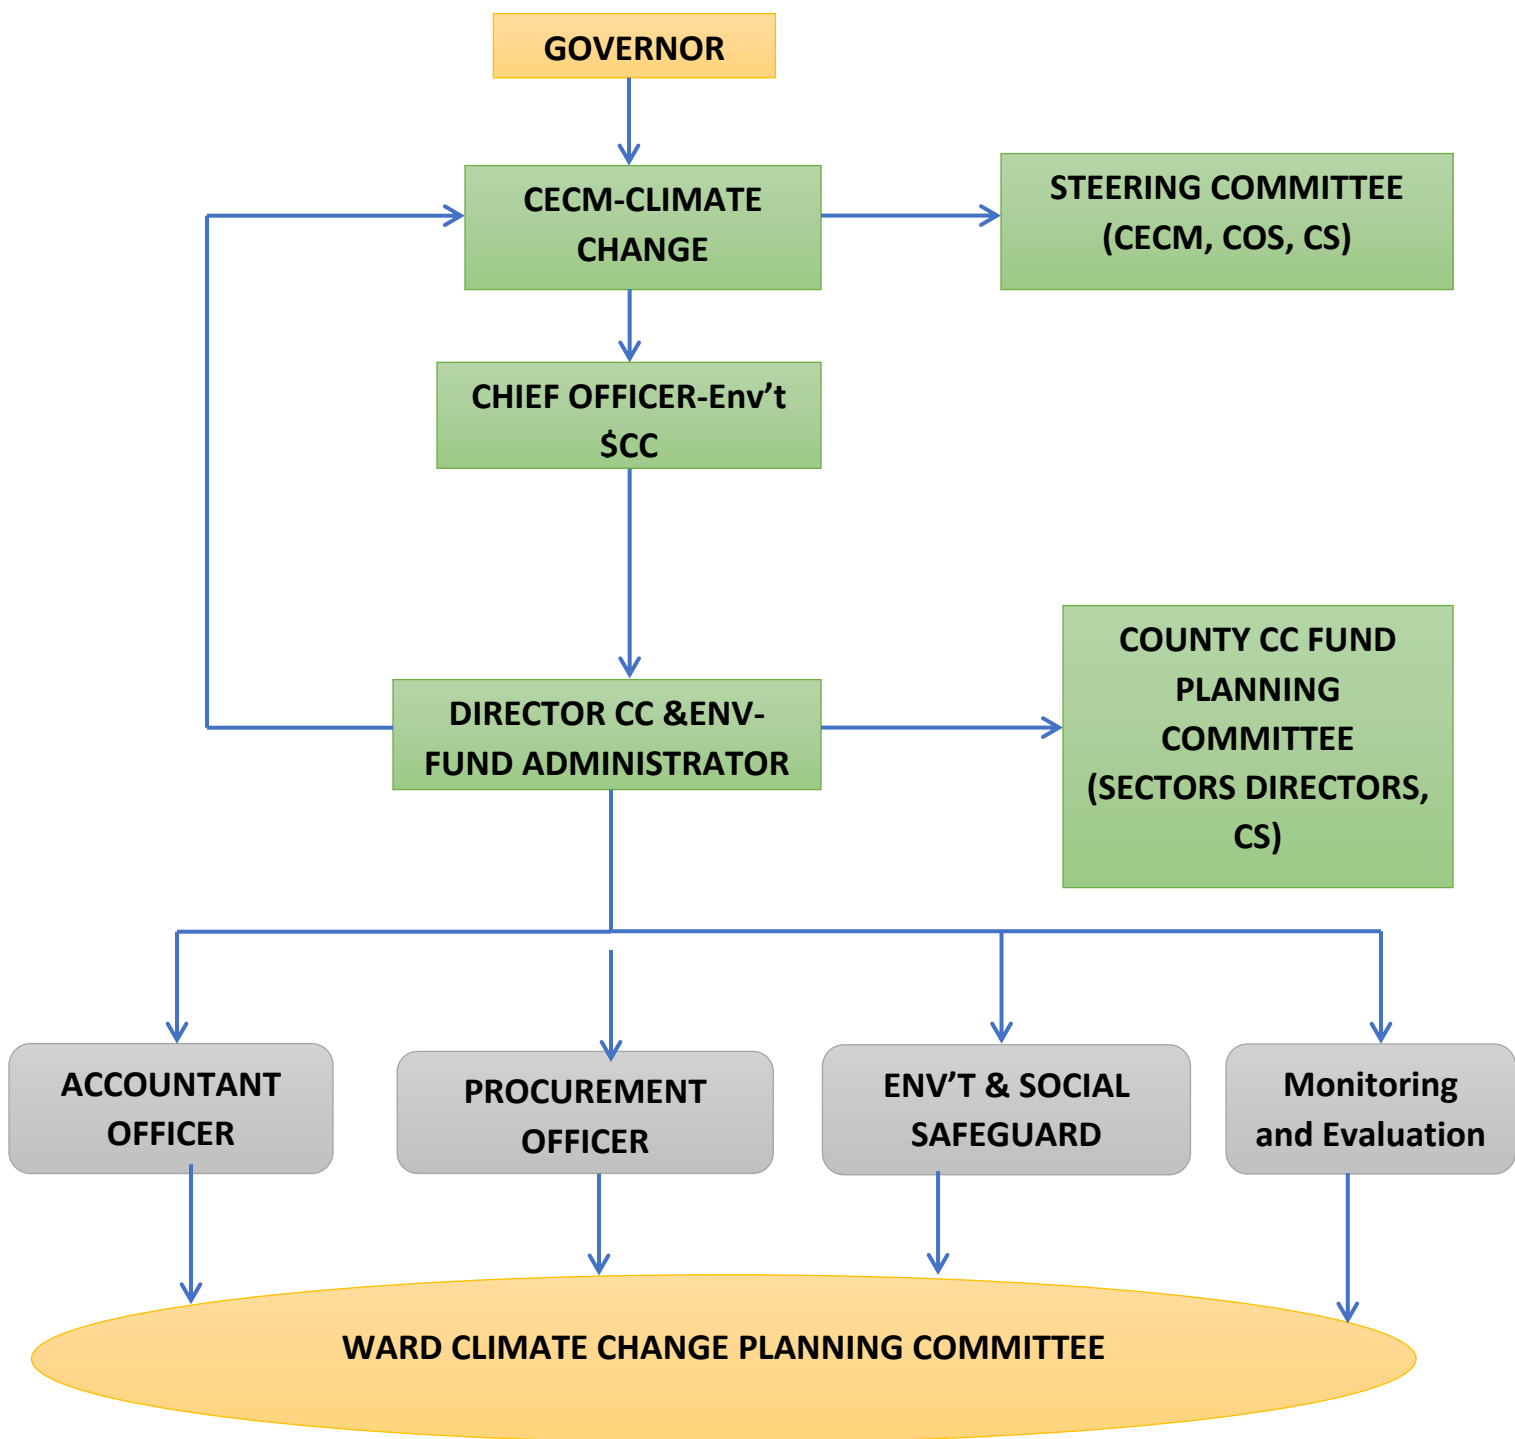 GOVERNOR
CECM-CLIMATE
CHANGE
STEERING COMMITTEE
(CECM, COS, CS)
CHIEF OFFICER-Env’t
$CC
DIRECTOR CC &ENV-
FUND ADMINISTRATOR
COUNTY CC FUND
PLANNING
COMMITTEE
(SECTORS DIRECTORS,
CS)
ACCOUNTANT
OFFICER
PROCUREMENT
OFFICER
ENV’T & SOCIAL
SAFEGUARD
Monitoring
and Evaluation
WARD CLIMATE CHANGE PLANNING COMMITTEE